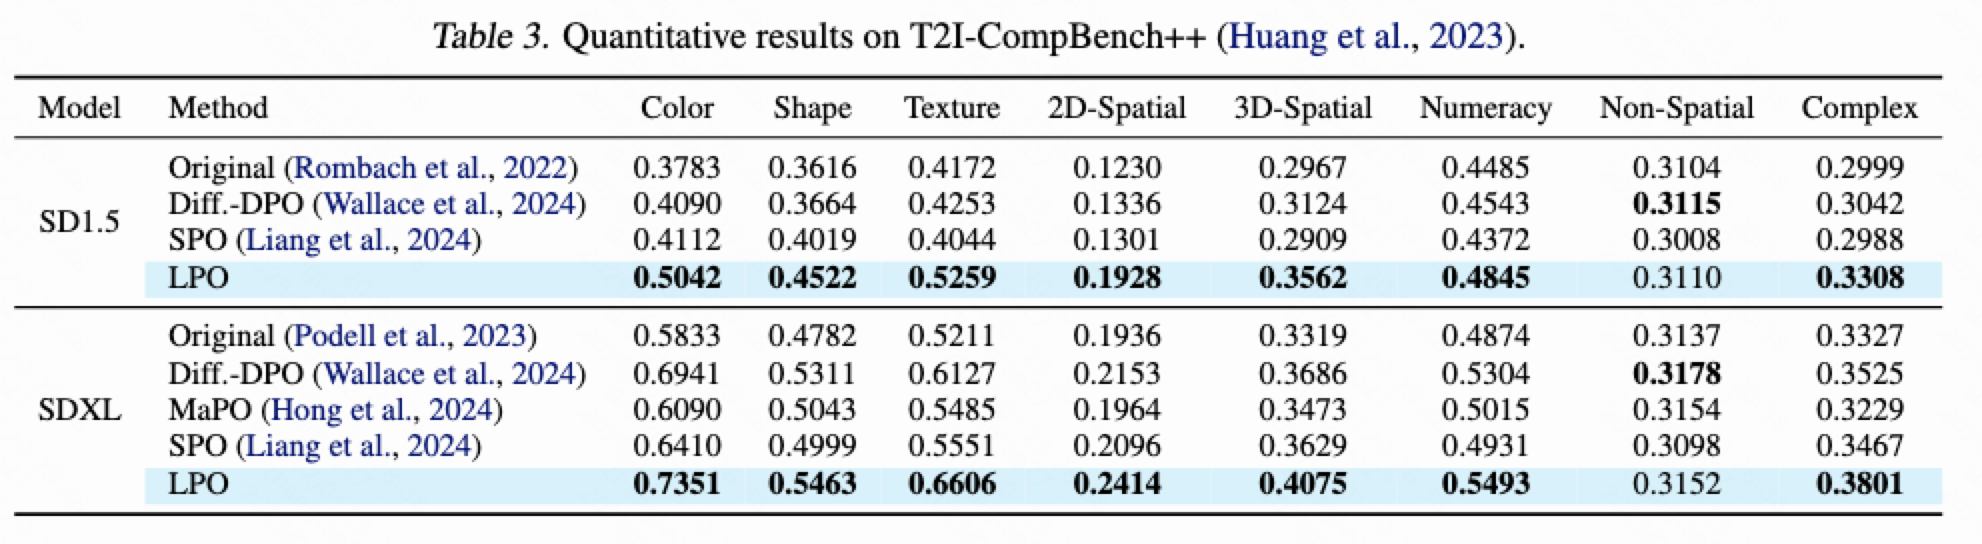 Table 3. Quantitative results on T2I-CompBench++ (Huang et al., 2023).
Model Method Color Shape Texture 2D-Spatial 3D-Spatial Numeracy Non-Spatial Complex
Original (Rombach et al., 2022) 0.3783 0.3616 0.4172 0.1230 0.2967 0.4485 0.3104 0.2999
Diff.-DPO (Wallace et al., 2024) 0.4090 0.3664 0.4253 0.1336 0.3124 0.4543 0.3115 0.3042
SD1.5
SPO (Liang et al., 2024) 0.4112 0.4019 0.4044 0.1301 0.2909 0.4372 0.3008 0.2988
LPO 0.5042 0.4522 0.5259 0.1928 0.3562 0.4845 0.3110 0.3308
Original (Podell et al., 2023) 0.5833 0.4782 0.5211 0.1936 0.3319 0.4874 0.3137 0.3327
Diff.-DPO (Wallace et al., 2024) 0.6941 0.5311 0.6127 0.2153 0.3686 0.5304 0.3178 0.3525
SDXL MaPO (Hong et al., 2024) 0.6090 0.5043 0.5485 0.1964 0.3473 0.5015 0.3154 0.3229
SPO (Liang et al., 2024) 0.6410 0.4999 0.5551 0.2096 0.3629 0.4931 0.3098 0.3467
LPO 0.7351 0.5463 0.6606 0.2414 0.4075 0.5493 0.3152 0.3801